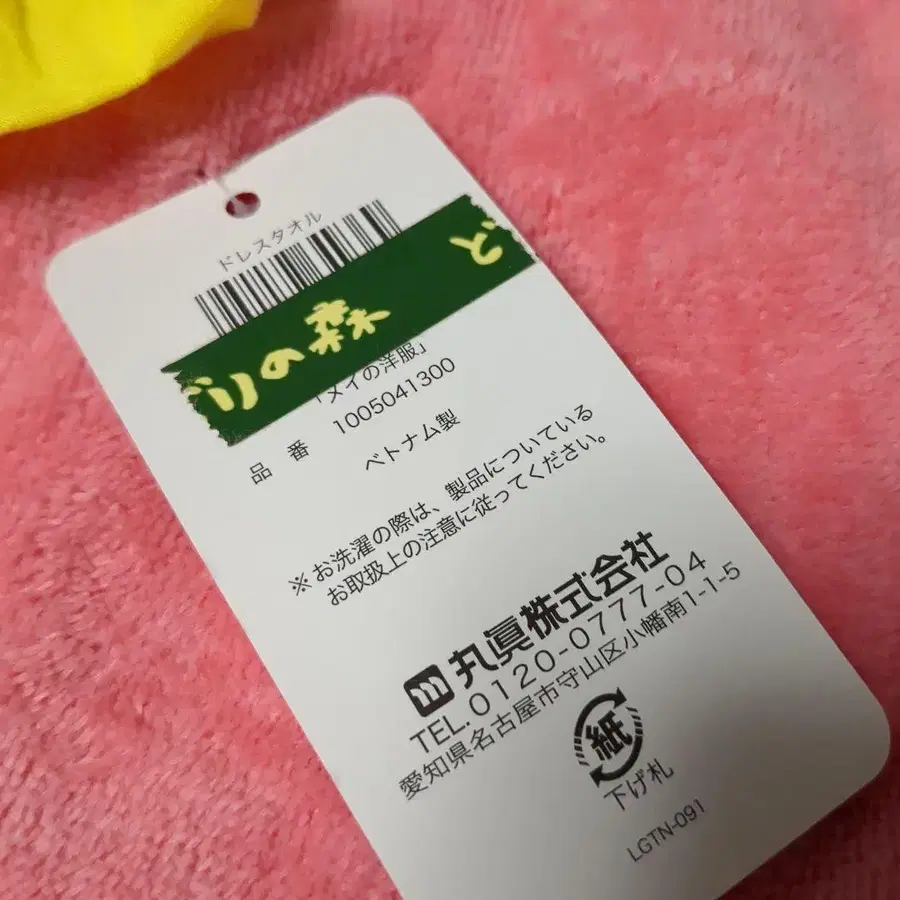 ドレスタオル
りの森 ど
「メイの洋服」
品 番 1005041300
ベトナム製
※お洗濯の際は、製品についている
お取扱上の注意に従ってください。
丸眞株式会社
TEL.0120-0777-04
愛知県名古屋市守山区小幡南1-1-5
紙
下げ札
LGTN-091